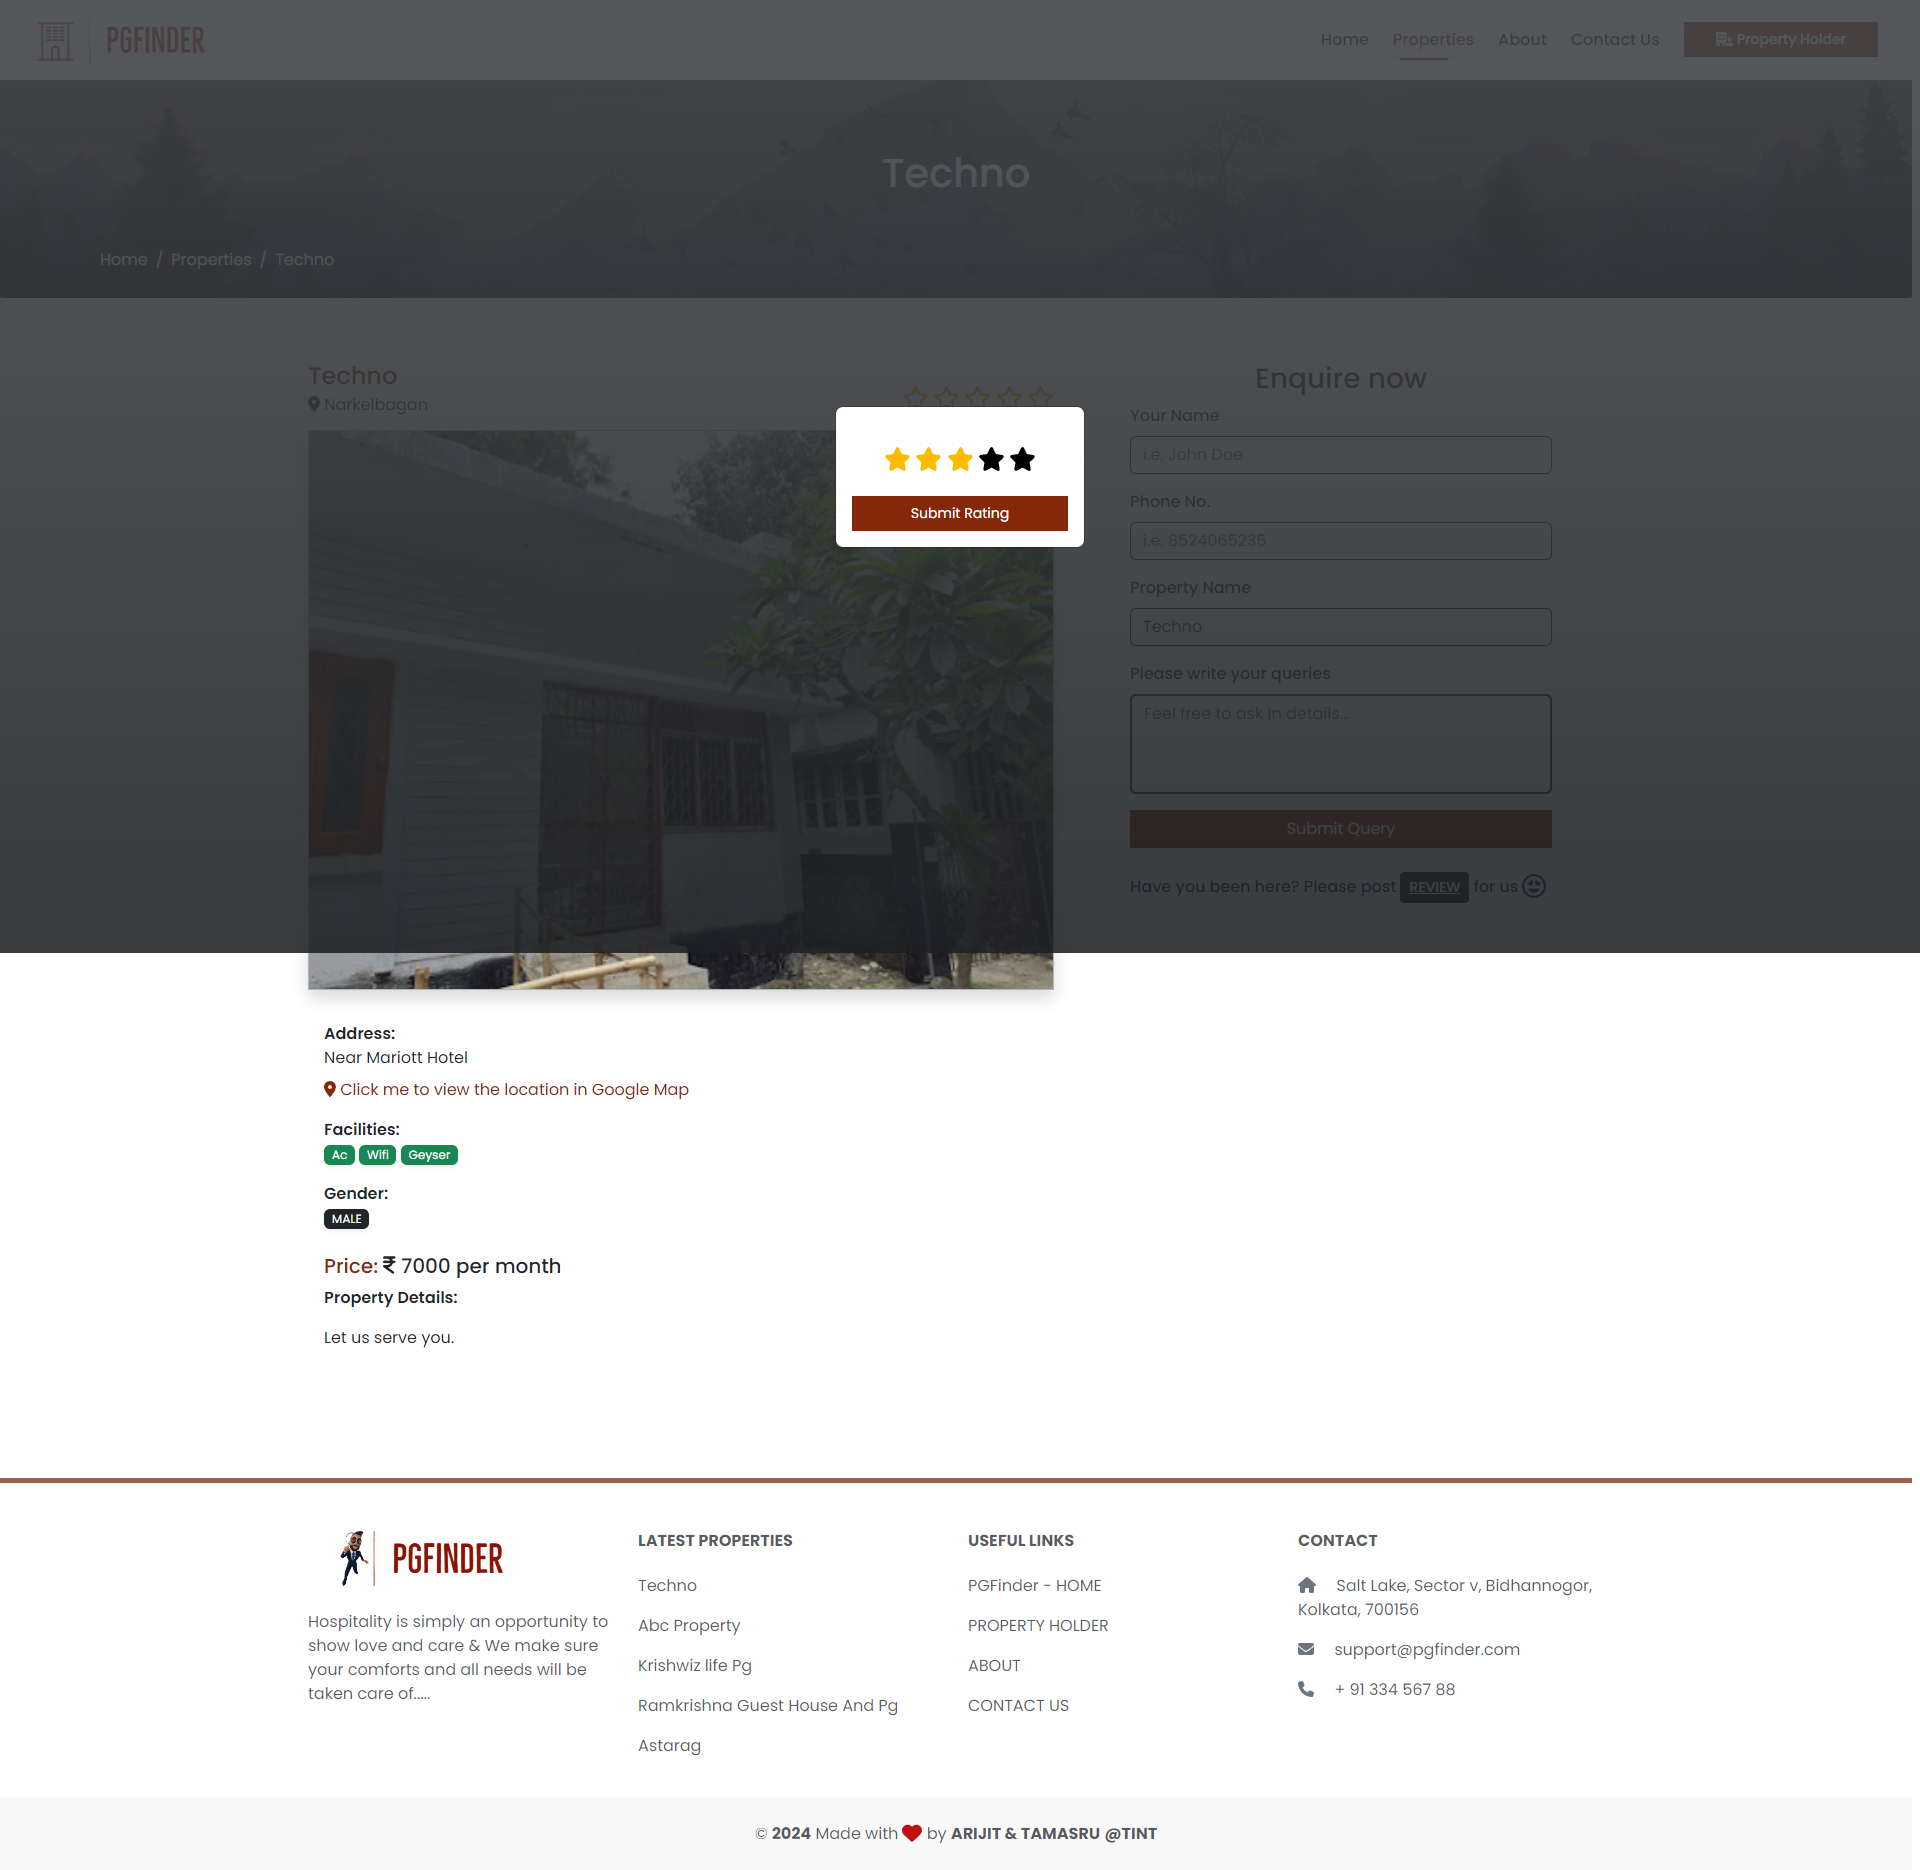 PGFINDER
Home Properties About Contact Us Property Holder
Techno
Home / Properties / Techno
Techno
Narkelbagan
Submit Rating
Enquire now
Your Name
i.e. John Doe
Phone No.
i.e. 8524065235
Property Name
Techno
Please write your queries
Feel free to ask in details...
Submit Query
Have you been here? Please post REVIEW for us
Address:
Near Mariott Hotel
Click me to view the location in Google Map
Facilities:
Ac Wifi Geyser
Gender:
MALE
Price: ₹ 7000 per month
Property Details:
Let us serve you.
PGFINDER
Hospitality is simply an opportunity to
show love and care & We make sure
your comforts and all needs will be
taken care of.....
LATEST PROPERTIES
Techno
Abc Property
Krishwiz life Pg
Ramkrishna Guest House And Pg
Astarag
USEFUL LINKS
PGFinder - HOME
PROPERTY HOLDER
ABOUT
CONTACT US
CONTACT
Salt Lake, Sector v, Bidhannogor,
Kolkata, 700156
support@pgfinder.com
+ 91 334 567 88
© 2024 Made with by ARIJIT & TAMASRU @TINT